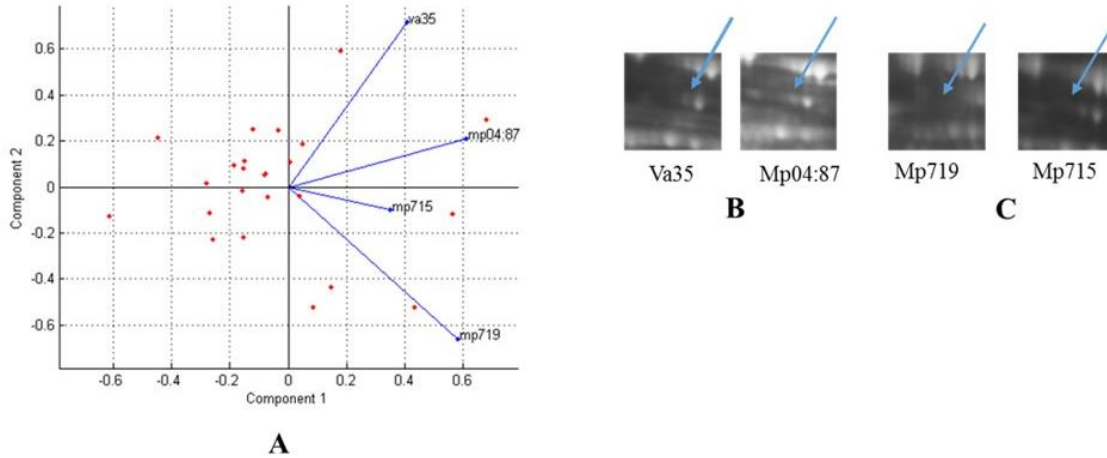 va35
mp04:87
mp715
mp719
0.6
0.4
0.2
0
-0.2
-0.4
-0.6
Component 2
-0.6 -0.4 -0.2 0 0.2 0.4 0.6
Component 1
A
Va35 Mp04:87
B
Mp719 Mp715
C